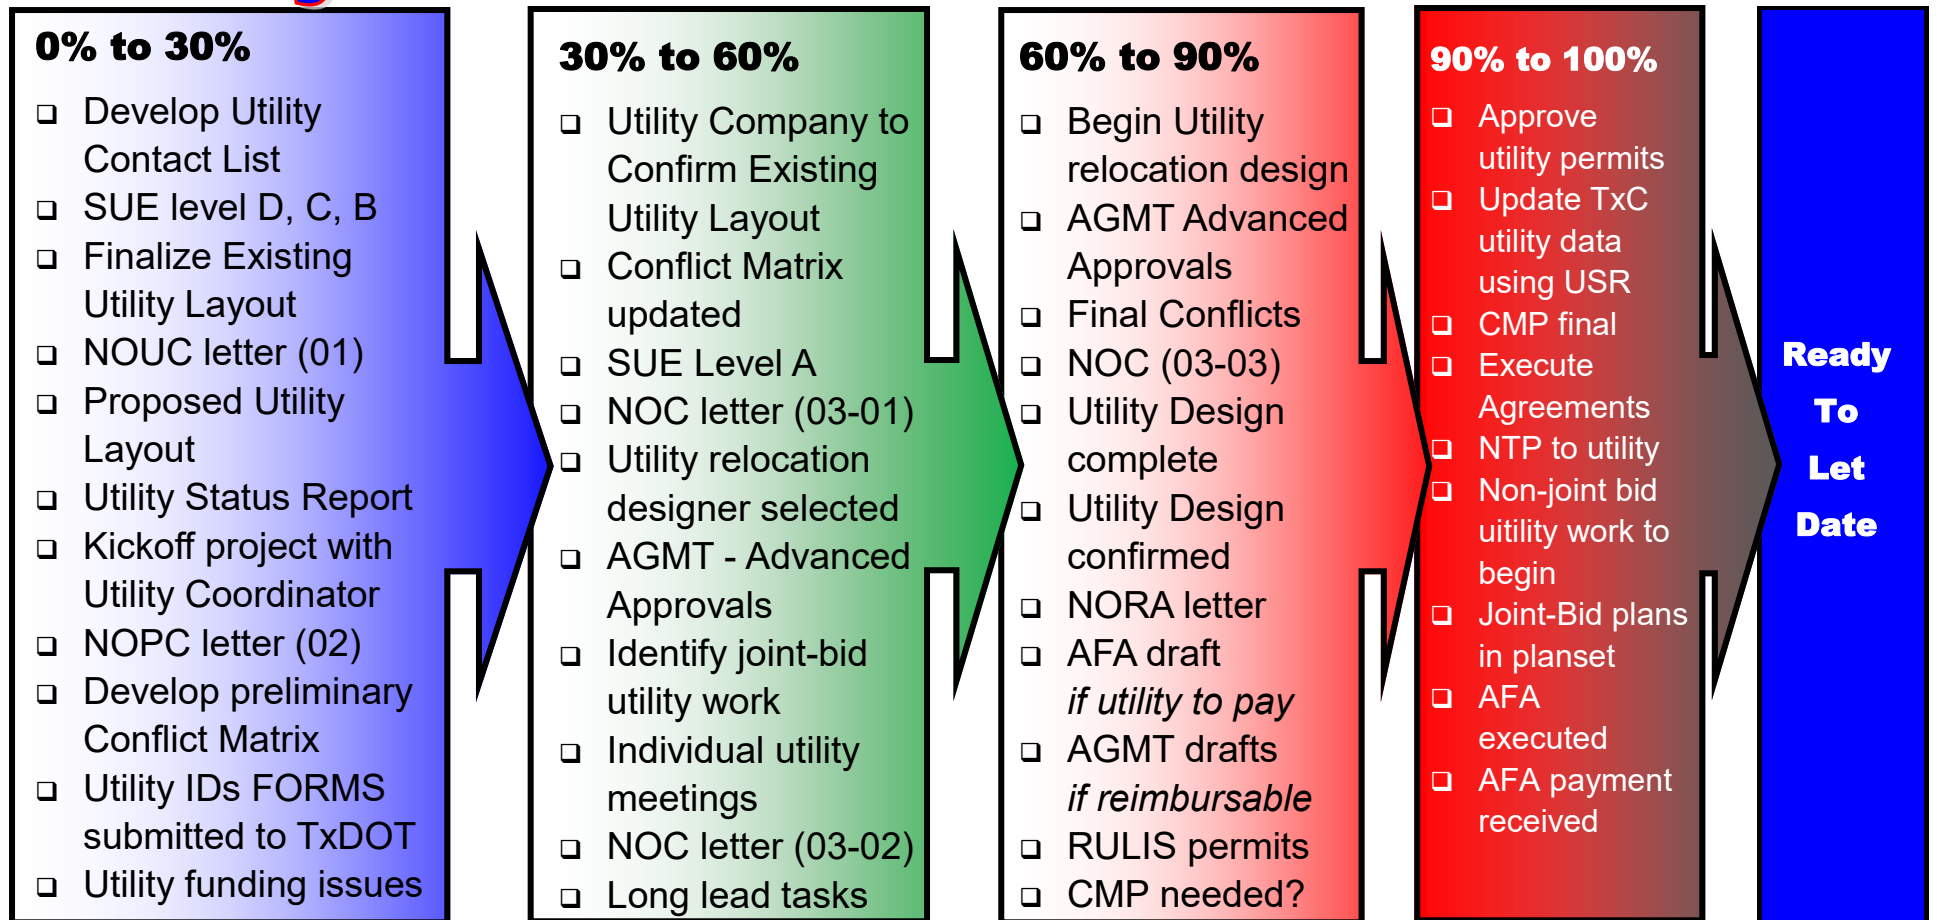 0% to 30%
❑ Develop Utility
Contact List
❑ SUE level D, C, B
❑ Finalize Existing
Utility Layout
❑ NOUC letter (01)
❑ Proposed Utility
Layout
❑ Utility Status Report
❑ Kickoff project with
Utility Coordinator
❑ NOPC letter (02)
❑ Develop preliminary
Conflict Matrix
❑ Utility IDs FORMS
submitted to TxDOT
❑ Utility funding issues
30% to 60%
❑ Utility Company to
Confirm Existing
Utility Layout
❑ Conflict Matrix
updated
❑ SUE Level A
❑ NOC letter (03-01)
❑ Utility relocation
designer selected
❑ AGMT - Advanced
Approvals
❑ Identify joint-bid
utility work
❑ Individual utility
meetings
❑ NOC letter (03-02)
❑ Long lead tasks
60% to 90%
❑ Begin Utility
relocation design
❑ AGMT Advanced
Approvals
❑ Final Conflicts
❑ NOC (03-03)
❑ Utility Design
complete
❑ Utility Design
confirmed
❑ NORA letter
❑ AFA draft
if utility to pay
❑ AGMT drafts
if reimbursable
❑ RULIS permits
❑ CMP needed?
90% to 100%
❑ Approve
utility permits
❑ Update TxC
utility data
using USR
❑ CMP final
❑ Execute
Agreements
❑ NTP to utility
❑ Non-joint bid
uitility work to
begin
❑ Joint-Bid plans
in planset
❑ AFA
executed
❑ AFA payment
received
Ready
To
Let
Date